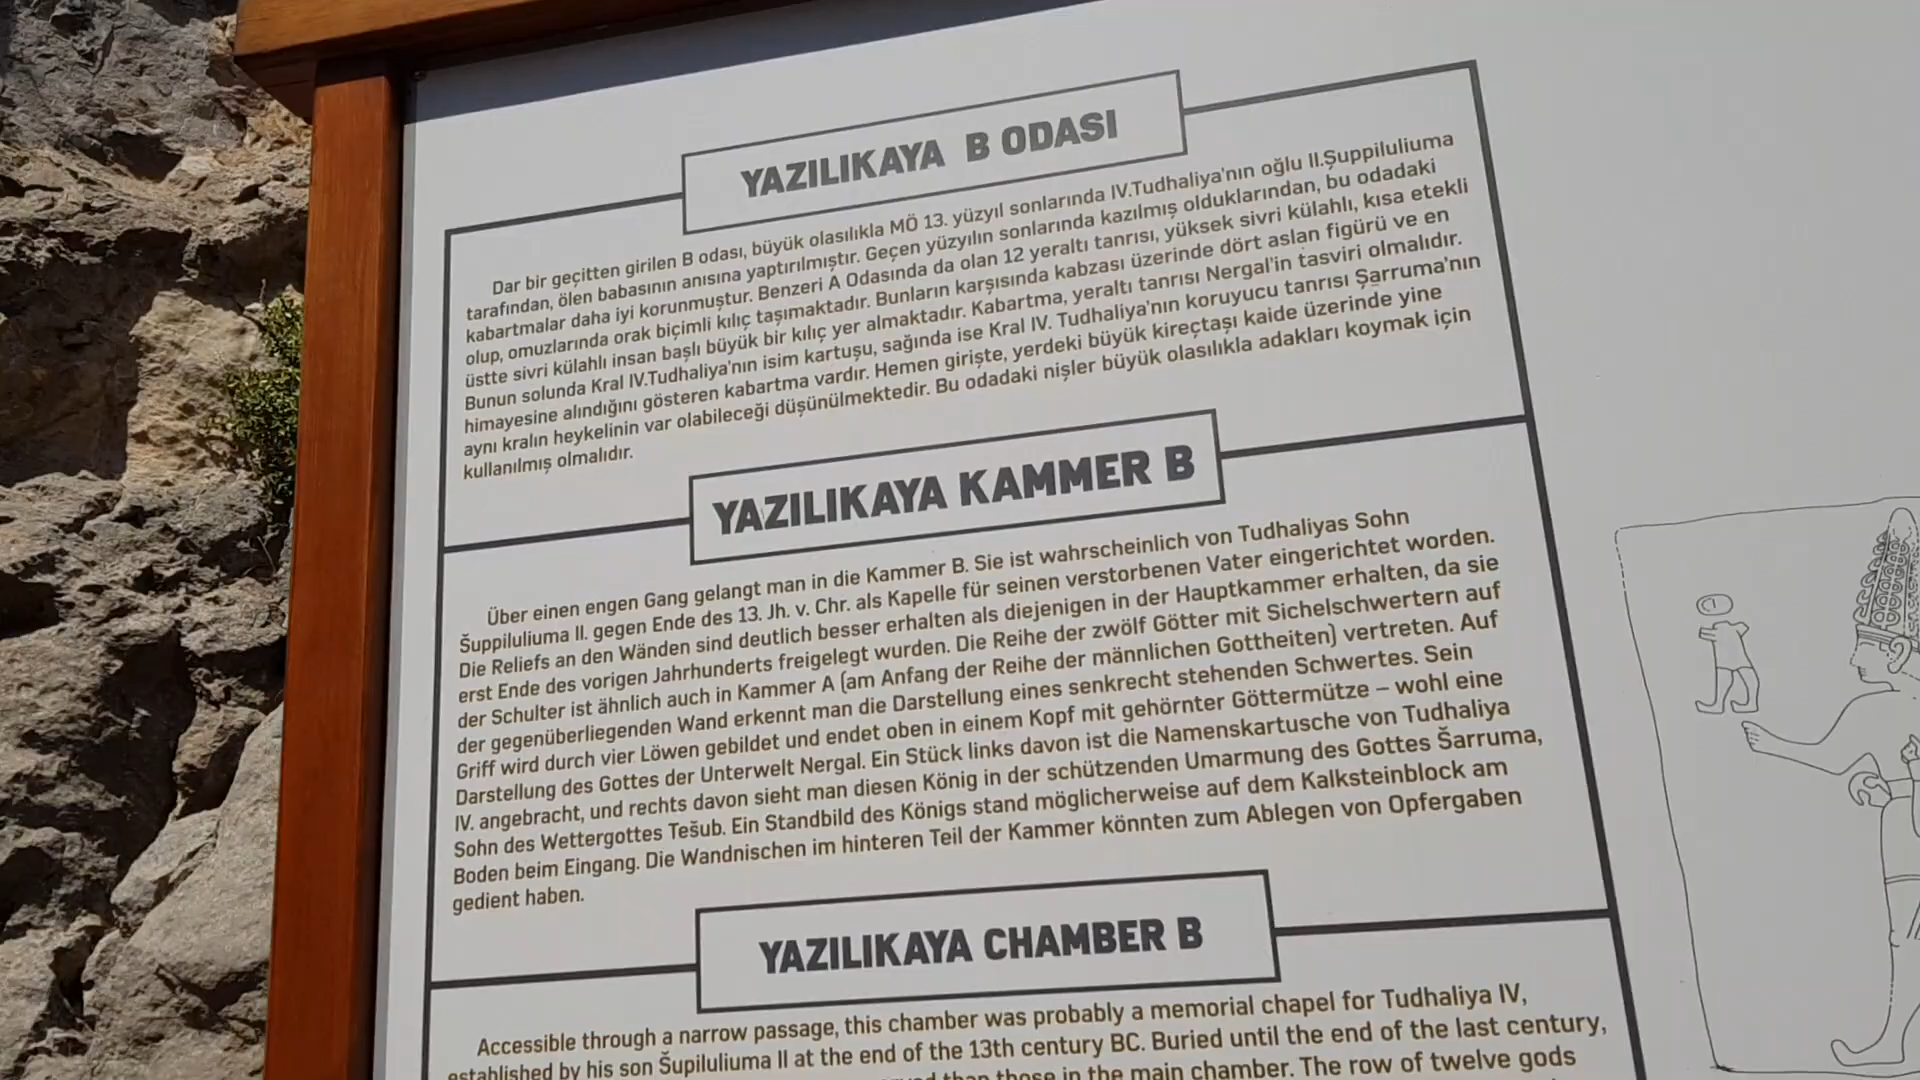 YAZILIKAYA B ODASI
Dar bir geçitten girilen B odası, büyük olasılıkla MÖ 13. yüzyıl sonlarında IV.Tudhaliya'nın oğlu II.Şuppiluliuma
tarafından, ölen babasının anısına yaptırılmıştır. Geçen yüzyılın sonlarında kazılmış olduklarından, bu odadaki
kabartmalar daha iyi korunmuştur. Benzeri A Odasında da olan 12 yeraltı tanrısı, yüksek sivri külahlı, kısa etekli
olup, omuzlarında orak biçimli kılıç taşımaktadır. Bunların karşısında kabzası üzerinde dört aslan figürü ve en
üstte sivri külahlı insan başlı büyük bir kılıç yer almaktadır. Kabartma, yeraltı tanrısı Nergal'in tasviri olmalıdır.
Bunun solunda Kral IV.Tudhaliya'nın isim kartuşu, sağında ise Kral IV. Tudhaliya'nın koruyucu tanrısı Şarruma'nın
himayesine alındığını gösteren kabartma vardır. Hemen girişte, yerdeki büyük kireçtaşı kaide üzerinde yine
aynı kralın heykelinin var olabileceği düşünülmektedir. Bu odadaki nişler büyük olasılıkla adakları koymak için
kullanılmış olmalıdır.
YAZILIKAYA KAMMER B
Über einen engen Gang gelangt man in die Kammer B. Sie ist wahrscheinlich von Tudhaliyas Sohn
Šuppiluliuma II. gegen Ende des 13. Jh. v. Chr. als Kapelle für seinen verstorbenen Vater eingerichtet worden.
Die Reliefs an den Wänden sind deutlich besser erhalten als diejenigen in der Hauptkammer erhalten, da sie
erst Ende des vorigen Jahrhunderts freigelegt wurden. Die Reihe der zwölf Götter mit Sichelschwertern auf
der Schulter ist ähnlich auch in Kammer A (am Anfang der Reihe der männlichen Gottheiten) vertreten. Auf
der gegenüberliegenden Wand erkennt man die Darstellung eines senkrecht stehenden Schwertes. Sein
Griff wird durch vier Löwen gebildet und endet oben in einem Kopf mit gehörnter Göttermütze – wohl eine
Darstellung des Gottes der Unterwelt Nergal. Ein Stück links davon ist die Namenskartusche von Tudhaliya
IV. angebracht, und rechts davon sieht man diesen König in der schützenden Umarmung des Gottes Šarruma,
Sohn des Wettergottes Tešub. Ein Standbild des Königs stand möglicherweise auf dem Kalksteinblock am
Boden beim Eingang. Die Wandnischen im hinteren Teil der Kammer könnten zum Ablegen von Opfergaben
gedient haben.
YAZILIKAYA CHAMBER B
Accessible through a narrow passage, this chamber was probably a memorial chapel for Tudhaliya IV,
established by his son Šupiluliuma II at the end of the 13th century BC. Buried until the end of the last century,
than those in the main chamber. The row of twelve gods